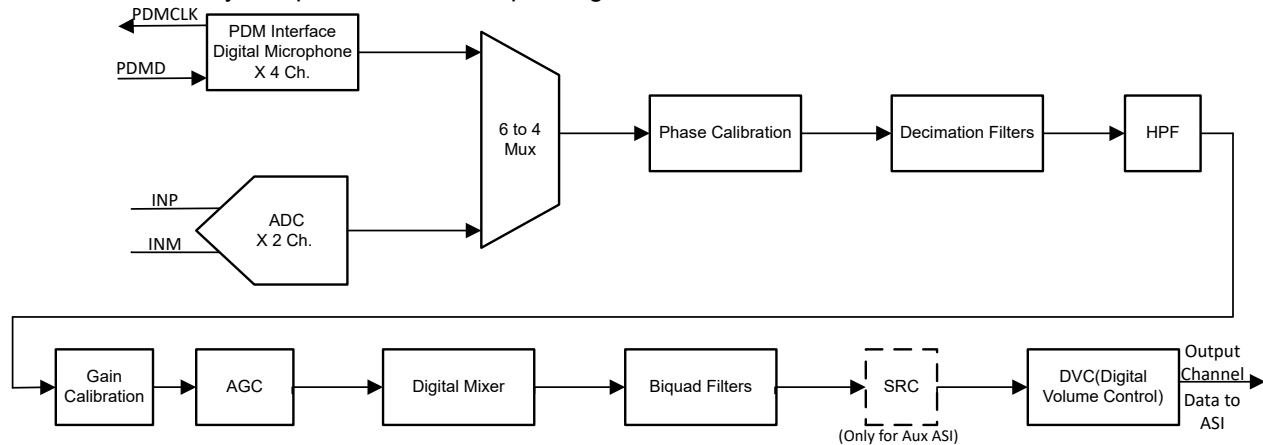 PDMCLK
PDM Interface
Digital Microphone
X 4 Ch.
PDMD
6 to 4
Mux
Phase Calibration
Decimation Filters
HPF
INP
INM
ADC
X 2 Ch.
Gain
Calibration
AGC
Digital Mixer
Biquad Filters
SRC
(Only for Aux ASI)
DVC(Digital
Volume Control)
Output
Channel
Data to
ASI